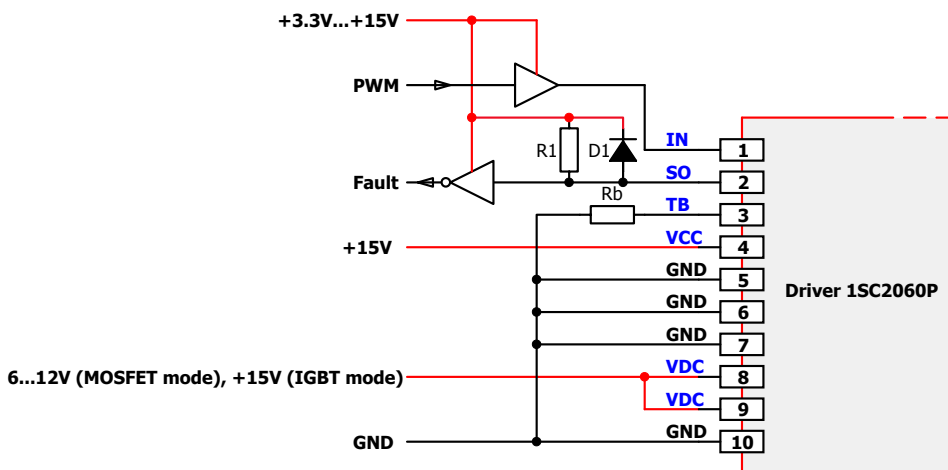 +3.3V...+15V
PWM
IN
1
R1
D1
SO
2
Fault
Rb
TB
3
+15V
VCC
4
GND
5
Driver 1SC2060P
GND
6
GND
7
6...12V (MOSFET mode), +15V (IGBT mode)
VDC
8
VDC
9
GND
GND
10